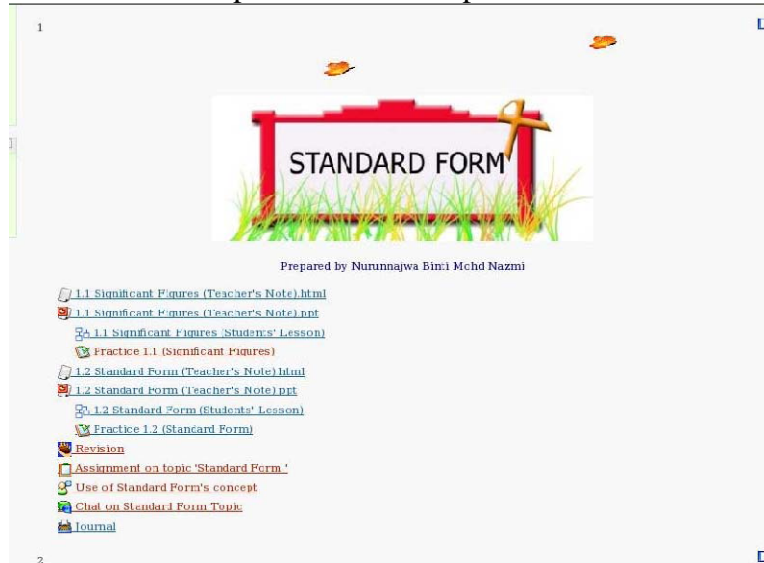 1
STANDARD FORM
Prepared by Nurunnajwa Binti Mohd Nazmi
1.1 Significant Figures (Teacher's Note).html
1.1 Significant Figures (Teacher's Note).ppt
1.1 Significant Figures (Students' Lesson)
Practice 1.1 (Significant Figures)
1.2 Standard Form (Teacher's Note).html
1.2 Standard Form (Teacher's Note).ppt
1.2 Standard Form (Students' Lesson)
Practice 1.2 (Standard Form)
Revision
Assignment on topic 'Standard Form '
Use of Standard Form's concept
Chat on Standard Form Topic
Journal
2